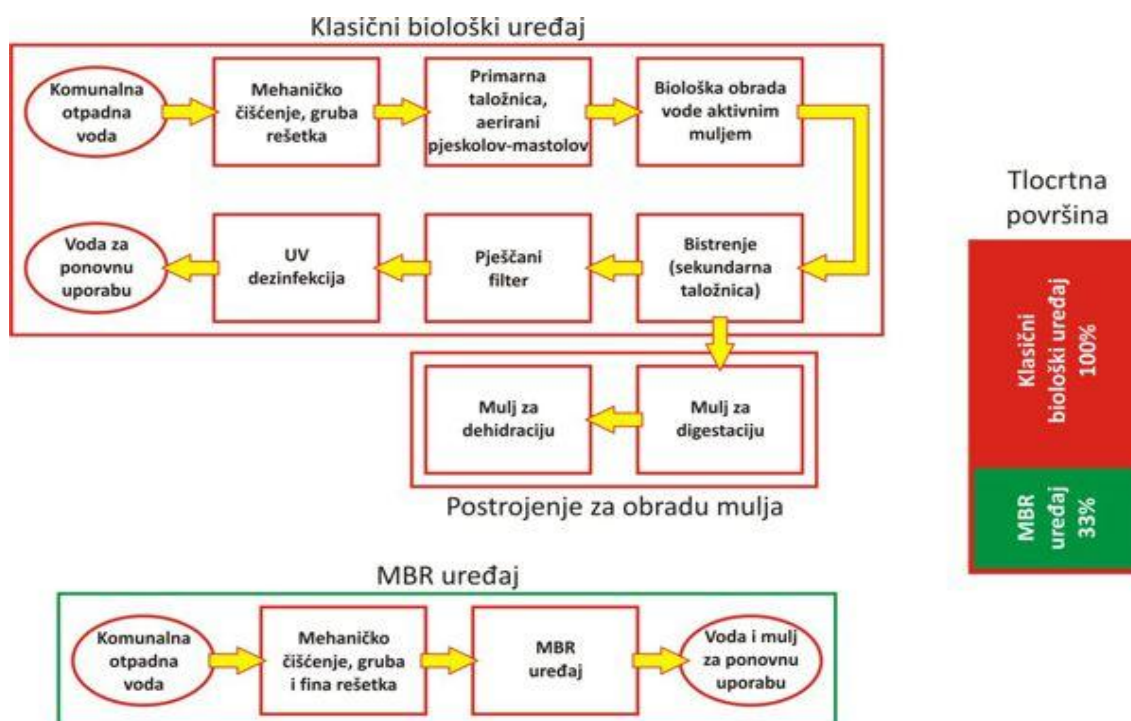 Klasični biološki uređaj
Komunalna
otpadna
voda
Mehaničko
čišćenje, gruba
rešetka
Primarna
taložnica,
aerirani
pjeskolov-mastolov
Biološka obrada
vode aktivnim
muljem
Voda za
ponovnu
uporabu
UV
dezinfekcija
Pješčani
filter
Bistrenje
(sekundarna
taložnica)
Mulj za
dehidraciju
Mulj za
digestaciju
Postrojenje za obradu mulja
Tlocrtna
površina
Klasični
biološki uređaj
100%
MBR
uređaj
33%
MBR uređaj
Komunalna
otpadna
voda
Mehaničko
čišćenje, gruba
i fina rešetka
MBR
uređaj
Voda i mulj
za ponovnu
uporabu